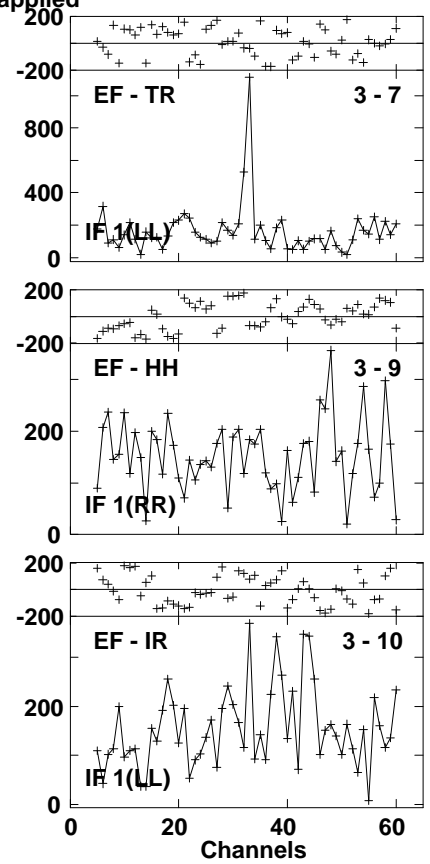 applied
200
-200
EF - TR 3 - 7
800
400
IF 1(LL)
0
200
-200
EF - HH 3 - 9
200
IF 1(RR)
0
200
-200
EF - IR 3 - 10
200
IF 1(LL)
0
0 20 40 60
Channels